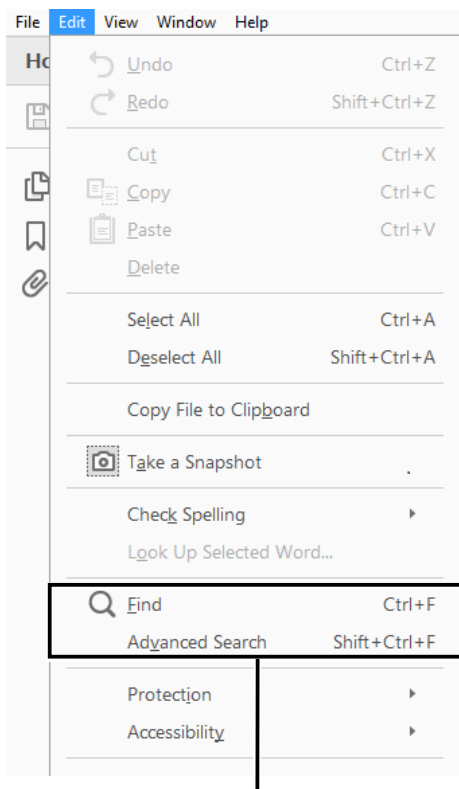 File Edit View Window Help
Ho
Undo Ctrl+Z
Redo Shift+Ctrl+Z
Cut Ctrl+X
Copy Ctrl+C
Paste Ctrl+V
Delete
Select All Ctrl+A
Deselect All Shift+Ctrl+A
Copy File to Clipboard
Take a Snapshot
Check Spelling
Look Up Selected Word...
Find Ctrl+F
Advanced Search Shift+Ctrl+F
Protection
Accessibility